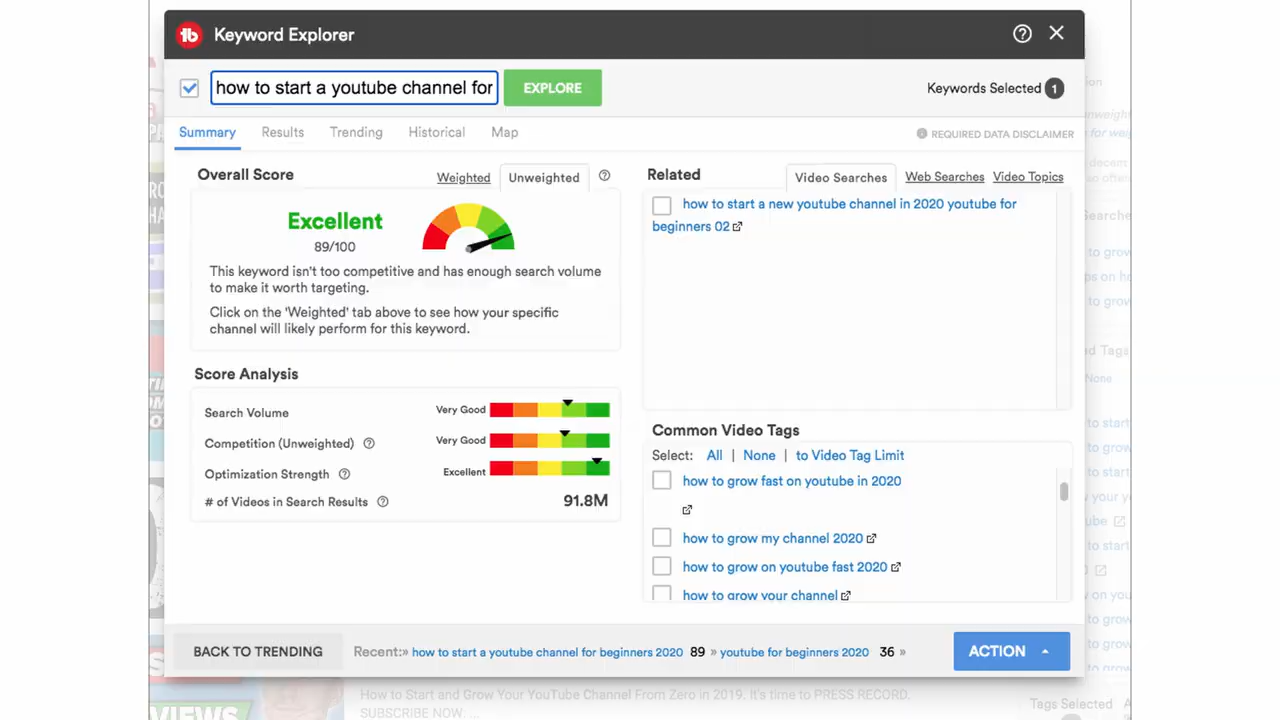 tb Keyword Explorer
how to start a youtube channel for
EXPLORE
Keywords Selected 1
Summary
Results
Trending
Historical
Map
REQUIRED DATA DISCLAIMER
Overall Score
Weighted
Unweighted
Excellent
89/100
This keyword isn't too competitive and has enough search volume
to make it worth targeting.
Click on the 'Weighted' tab above to see how your specific
channel will likely perform for this keyword.
Score Analysis
Search Volume
Very Good
Competition (Unweighted)
Very Good
Optimization Strength
Excellent
# of Videos in Search Results
91.8M
Related
Video Searches
Web Searches
Video Topics
how to start a new youtube channel in 2020 youtube for
beginners 02
Common Video Tags
Select: All | None | to Video Tag Limit
how to grow fast on youtube in 2020
how to grow my channel 2020
how to grow on youtube fast 2020
how to grow your channel
BACK TO TRENDING
Recent:» how to start a youtube channel for beginners 2020 89 » youtube for beginners 2020 36 »
ACTION
How to Start and Grow Your YouTube Channel From Zero in 2019. It's time to PRESS RECORD.
SUBSCRIBE NOW. ...
VIEWS
Tags Selected